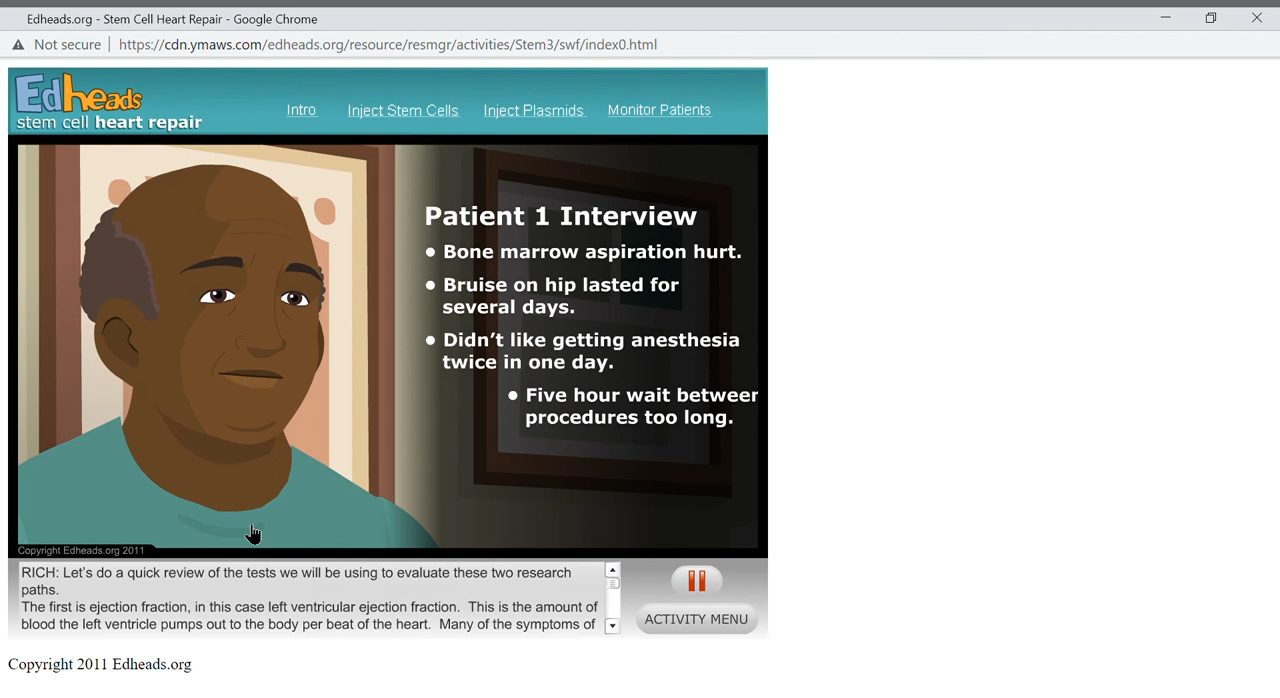 Edheads.org - Stem Cell Heart Repair - Google Chrome
Not secure | https://cdn.ymaws.com/edheads.org/resource/resmgr/activities/Stem3/swf/index0.html
Edheads
stem cell heart repair
Intro Inject Stem Cells Inject Plasmids Monitor Patients
Patient 1 Interview
• Bone marrow aspiration hurt.
• Bruise on hip lasted for
several days.
• Didn't like getting anesthesia
twice in one day.
• Five hour wait between
procedures too long.
Copyright Edheads.org 2011
RICH: Let's do a quick review of the tests we will be using to evaluate these two research
paths.
The first is ejection fraction, in this case left ventricular ejection fraction. This is the amount of
blood the left ventricle pumps out to the body per beat of the heart. Many of the symptoms of
ACTIVITY MENU
Copyright 2011 Edheads.org